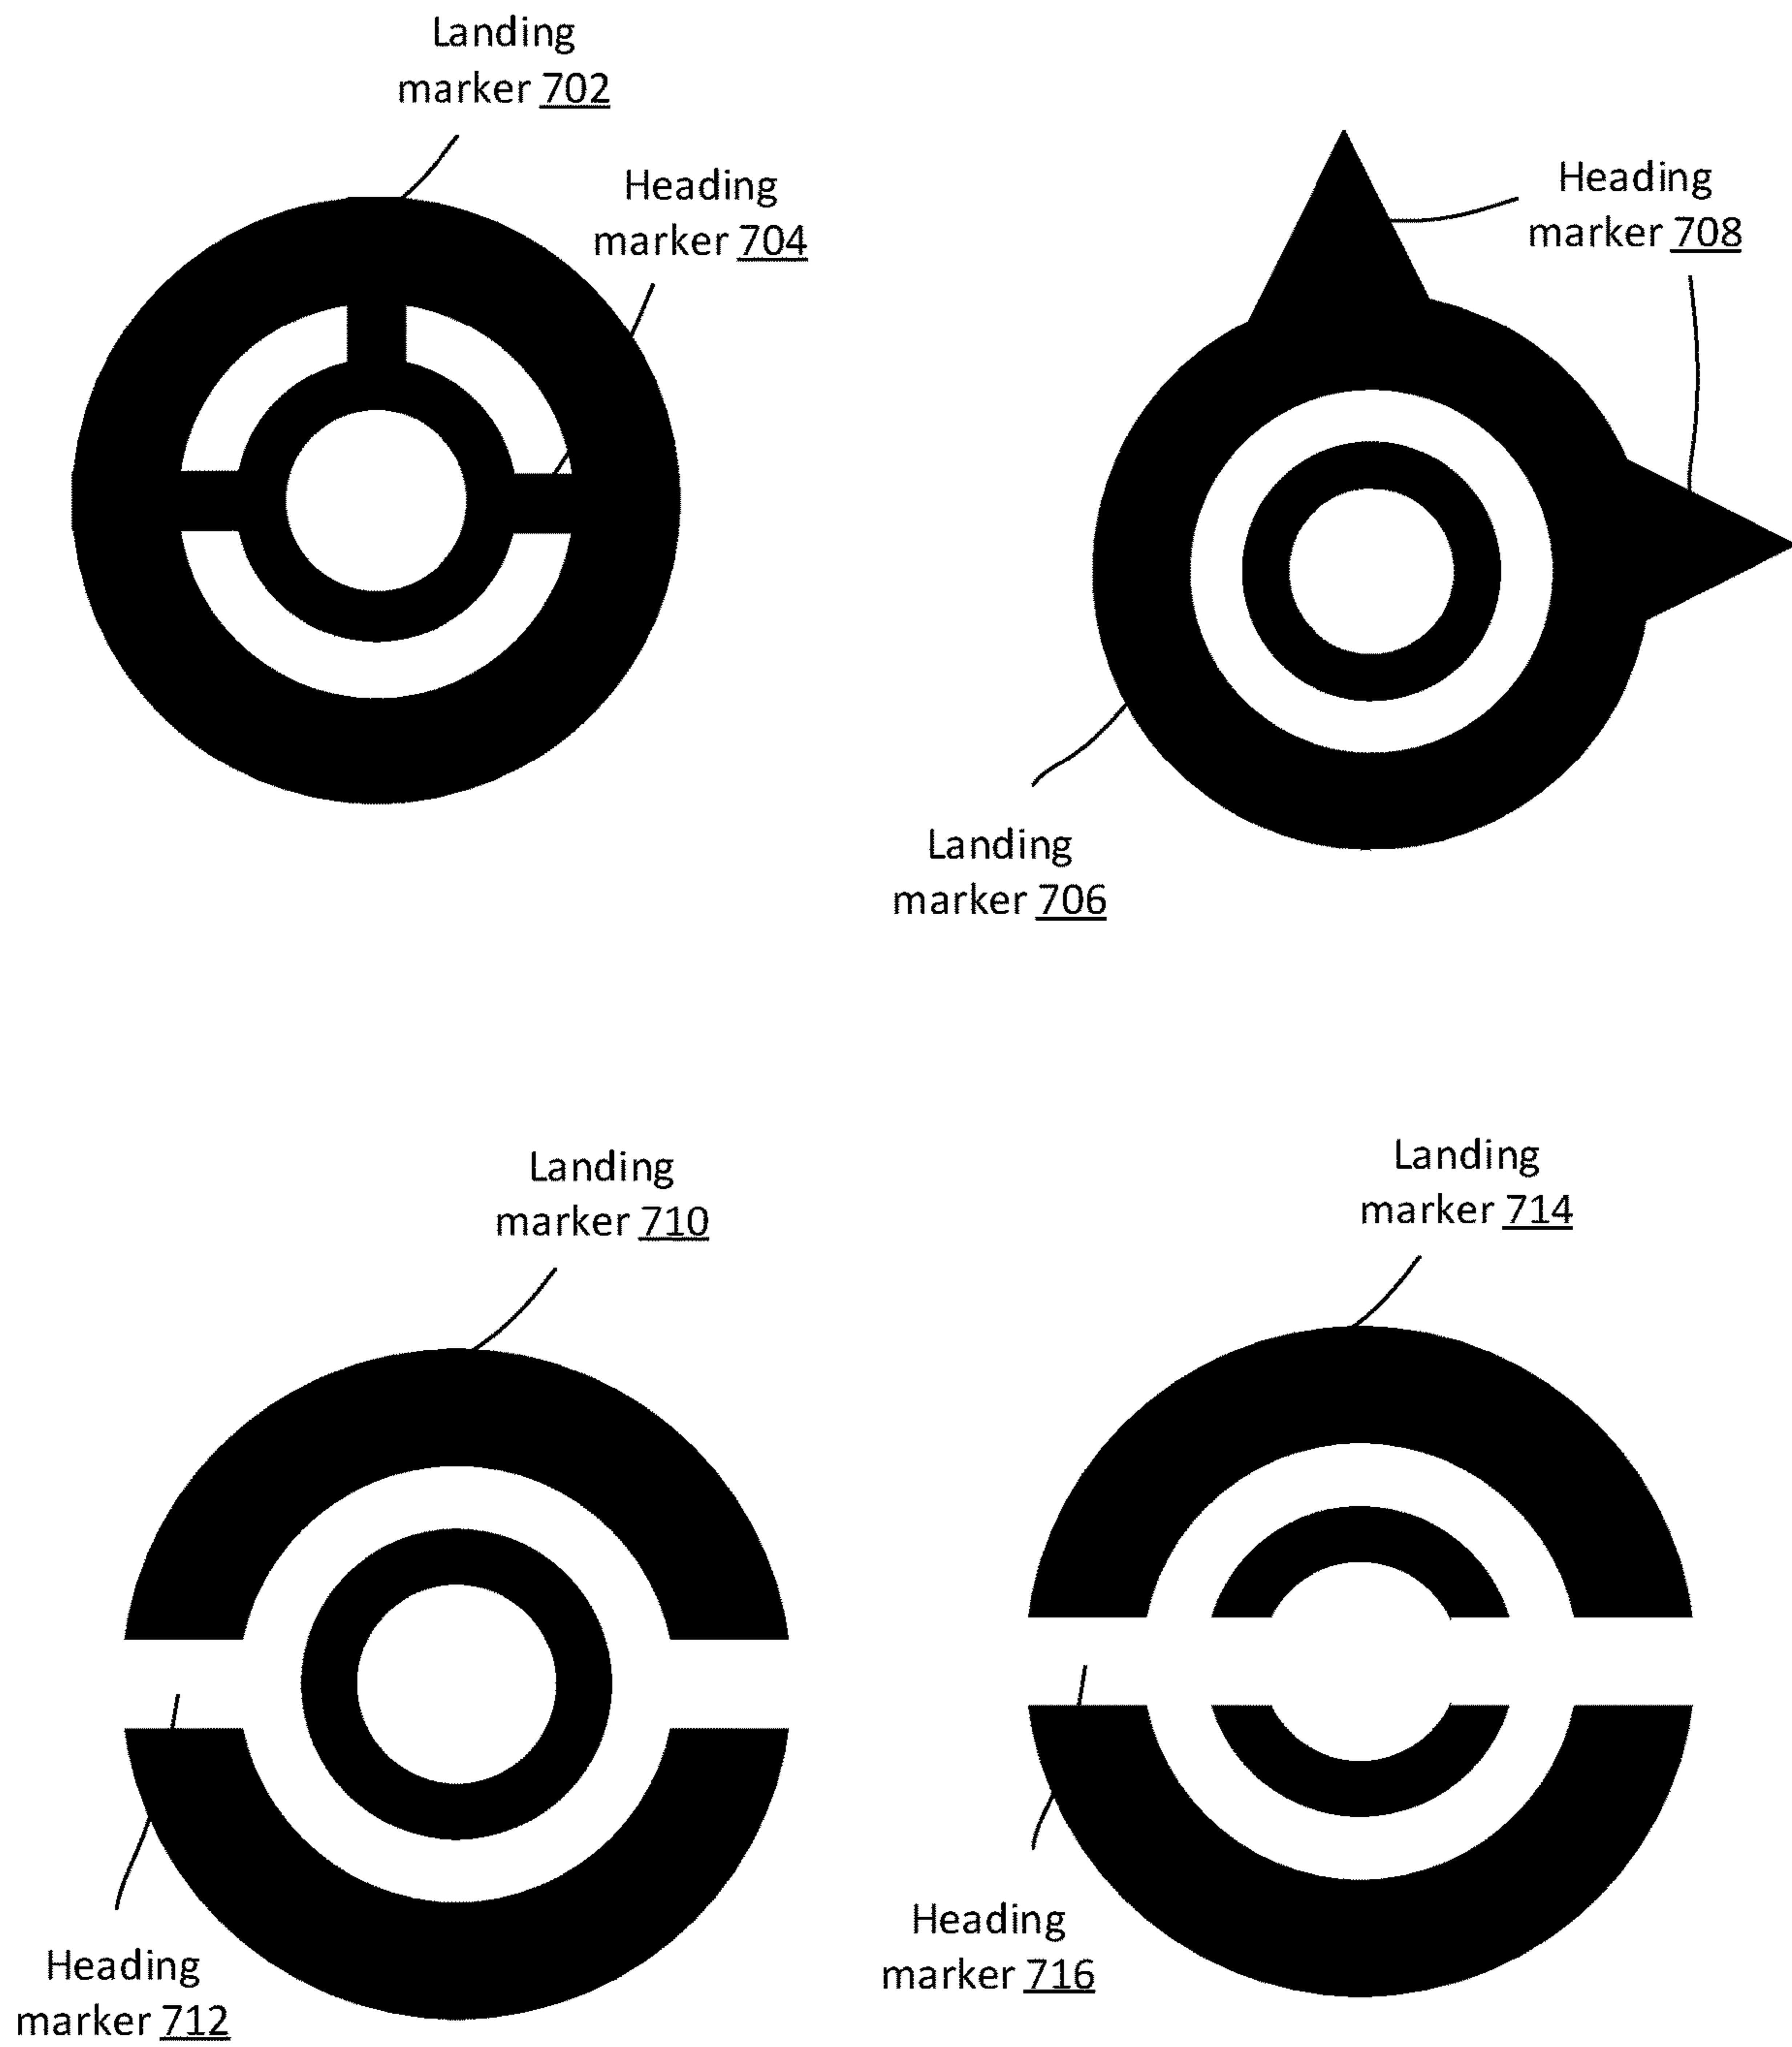 Landing
marker 702
Heading
marker 704
Heading
marker 708
Landing
marker 706
Landing
marker 710
Landing
marker 714
Heading
marker 712
Heading
marker 716